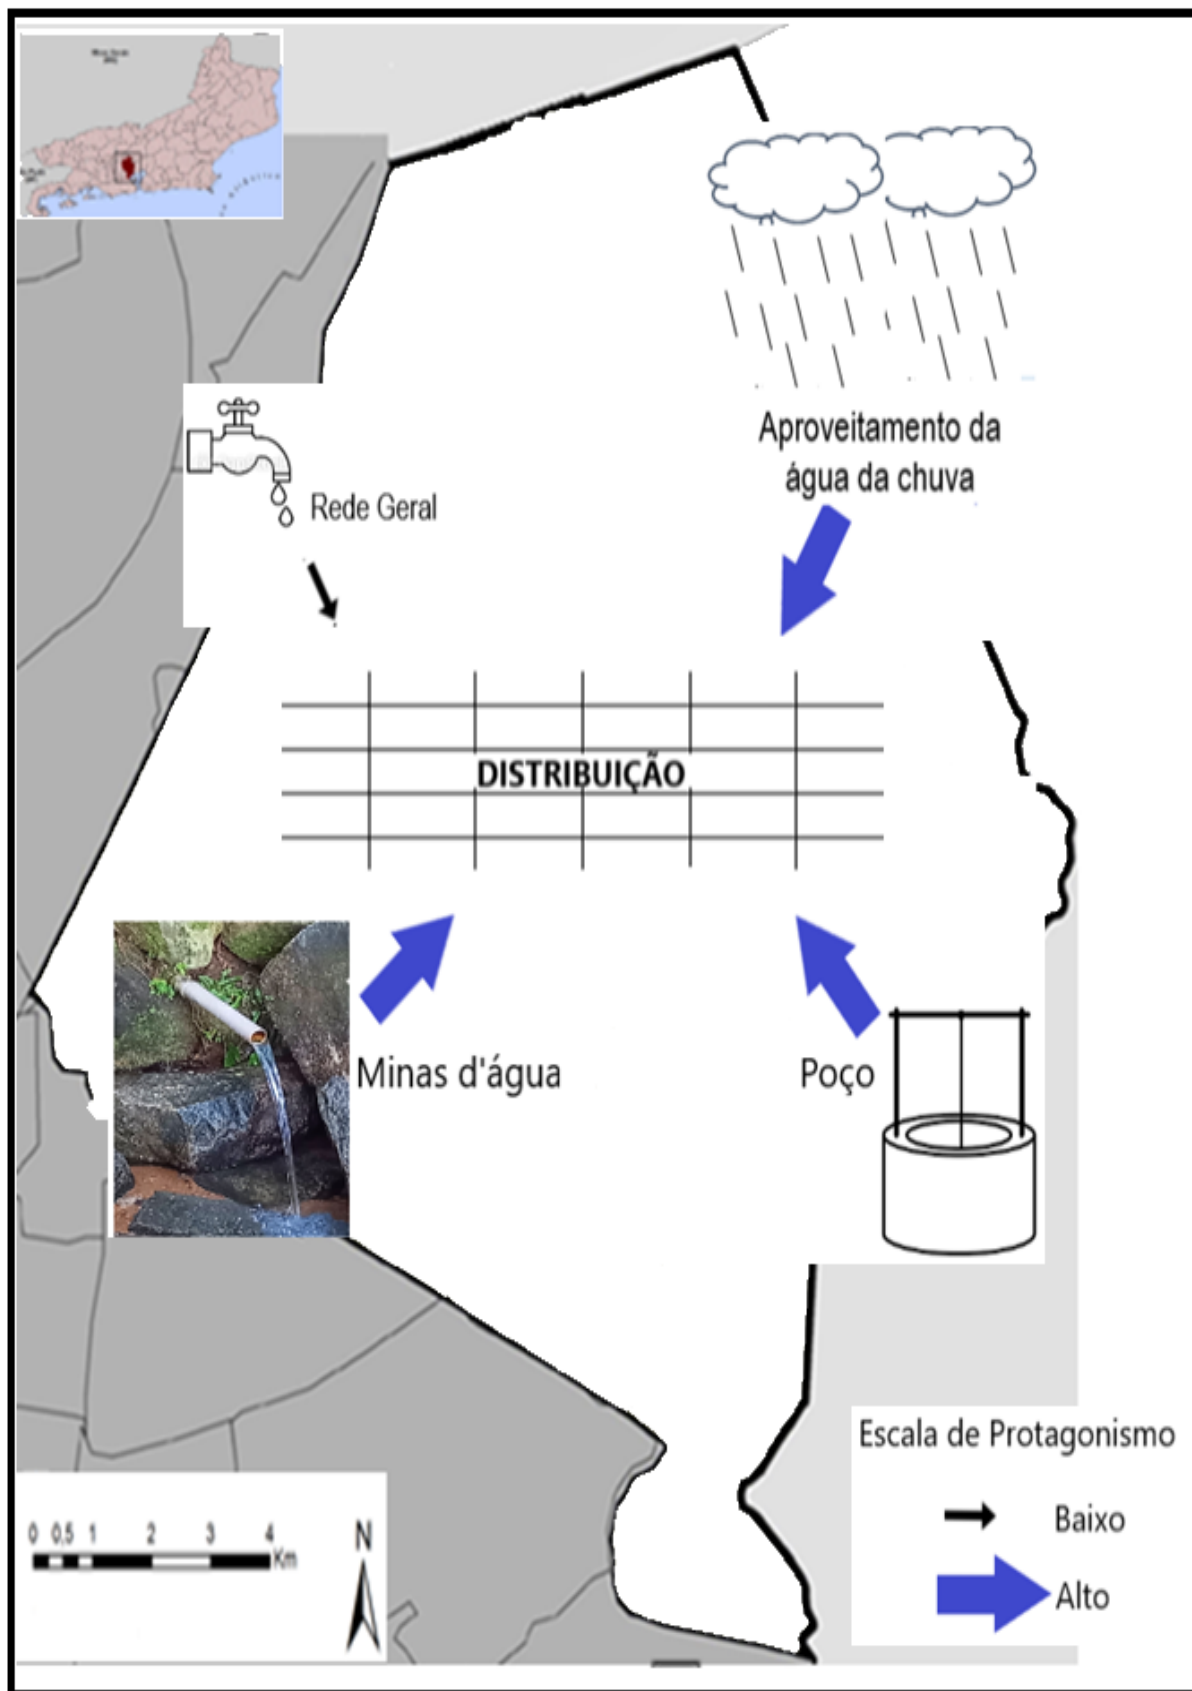 Aproveitamento da
água da chuva
Rede Geral
DISTRIBUIÇÃO
Minas d'água
Poço
Escala de Protagonismo
Baixo
Alto
0 0,5 1 2 3 4
Km
N